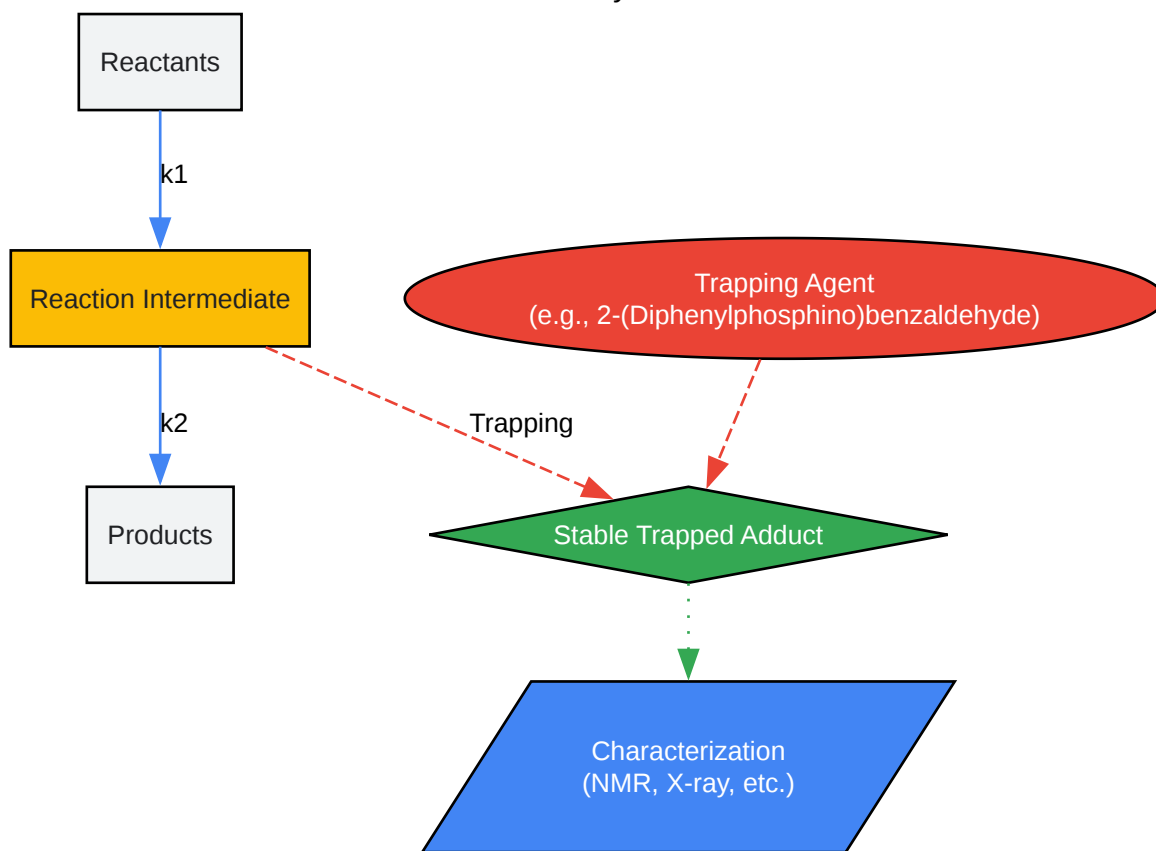 Reactants
k1
Reaction Intermediate
Trapping Agent
(e.g., 2-(Diphenylphosphino)benzaldehyde)
k2
Trapping
Products
Stable Trapped Adduct
Characterization
(NMR, X-ray, etc.)